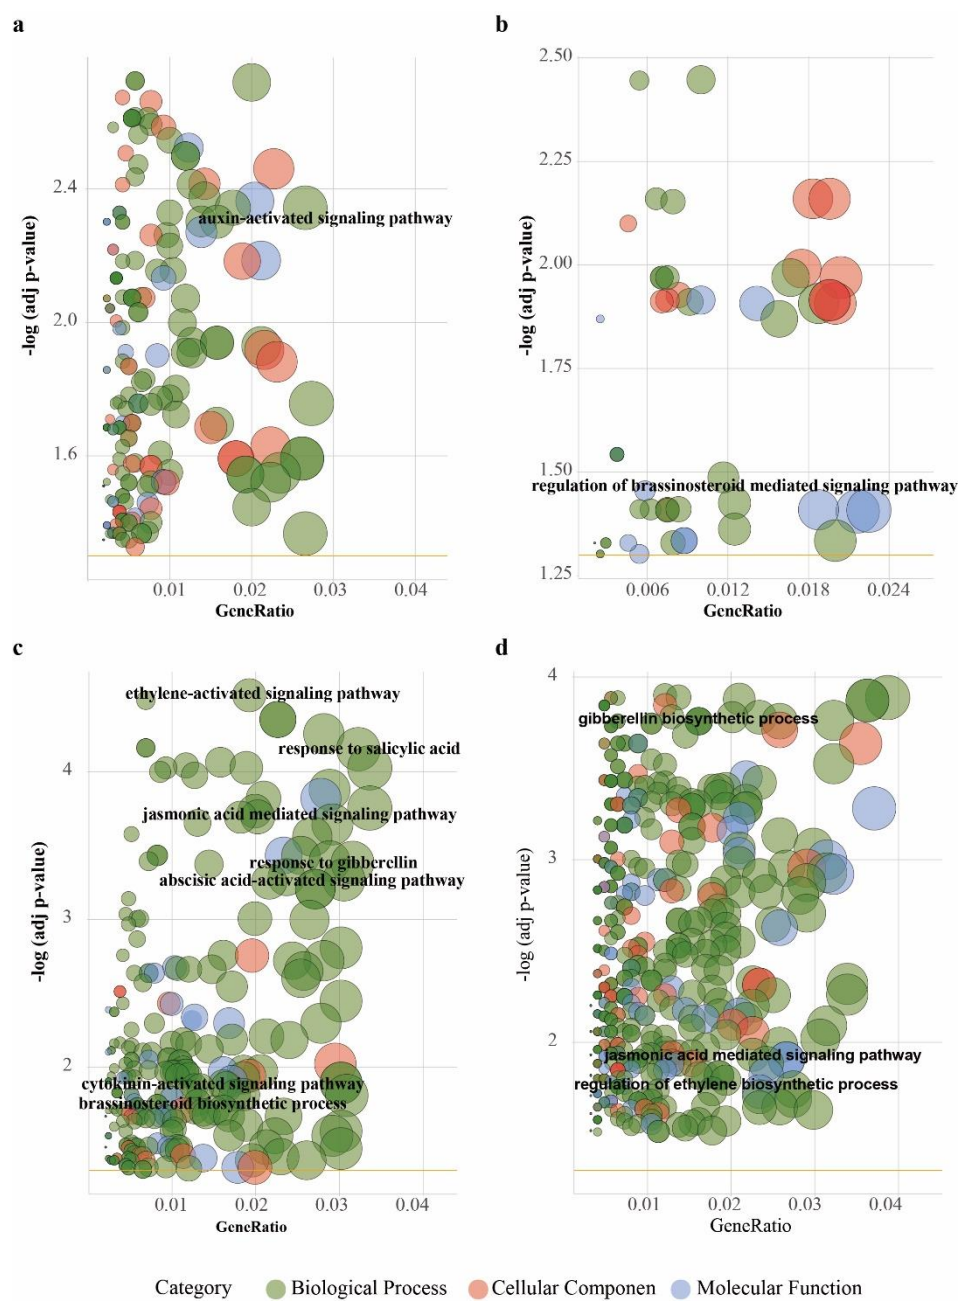 a
-log (adj p-value)
2.4
2.0
1.6
auxin-activated signaling pathway
0.01 0.02 0.03 0.04
GeneRatio
b
-log (adj p-value)
2.50
2.25
2.00
1.75
1.50
1.25
regulation of brassinosteroid mediated signaling pathway
0.006 0.012 0.018 0.024
GeneRatio
c
-log (adj p-value)
4
3
2
ethylene-activated signaling pathway
response to salicylic acid
jasmonic acid mediated signaling pathway
response to gibberellin
abscisic acid-activated signaling pathway
cytokinin-activated signaling pathway
brassinosteroid biosynthetic process
0.01 0.02 0.03 0.04
GeneRatio
d
-log (adj p-value)
4
3
2
gibberellin biosynthetic process
jasmonic acid mediated signaling pathway
regulation of ethylene biosynthetic process
0.01 0.02 0.03 0.04
GeneRatio
Category Biological Process Cellular Componen Molecular Function